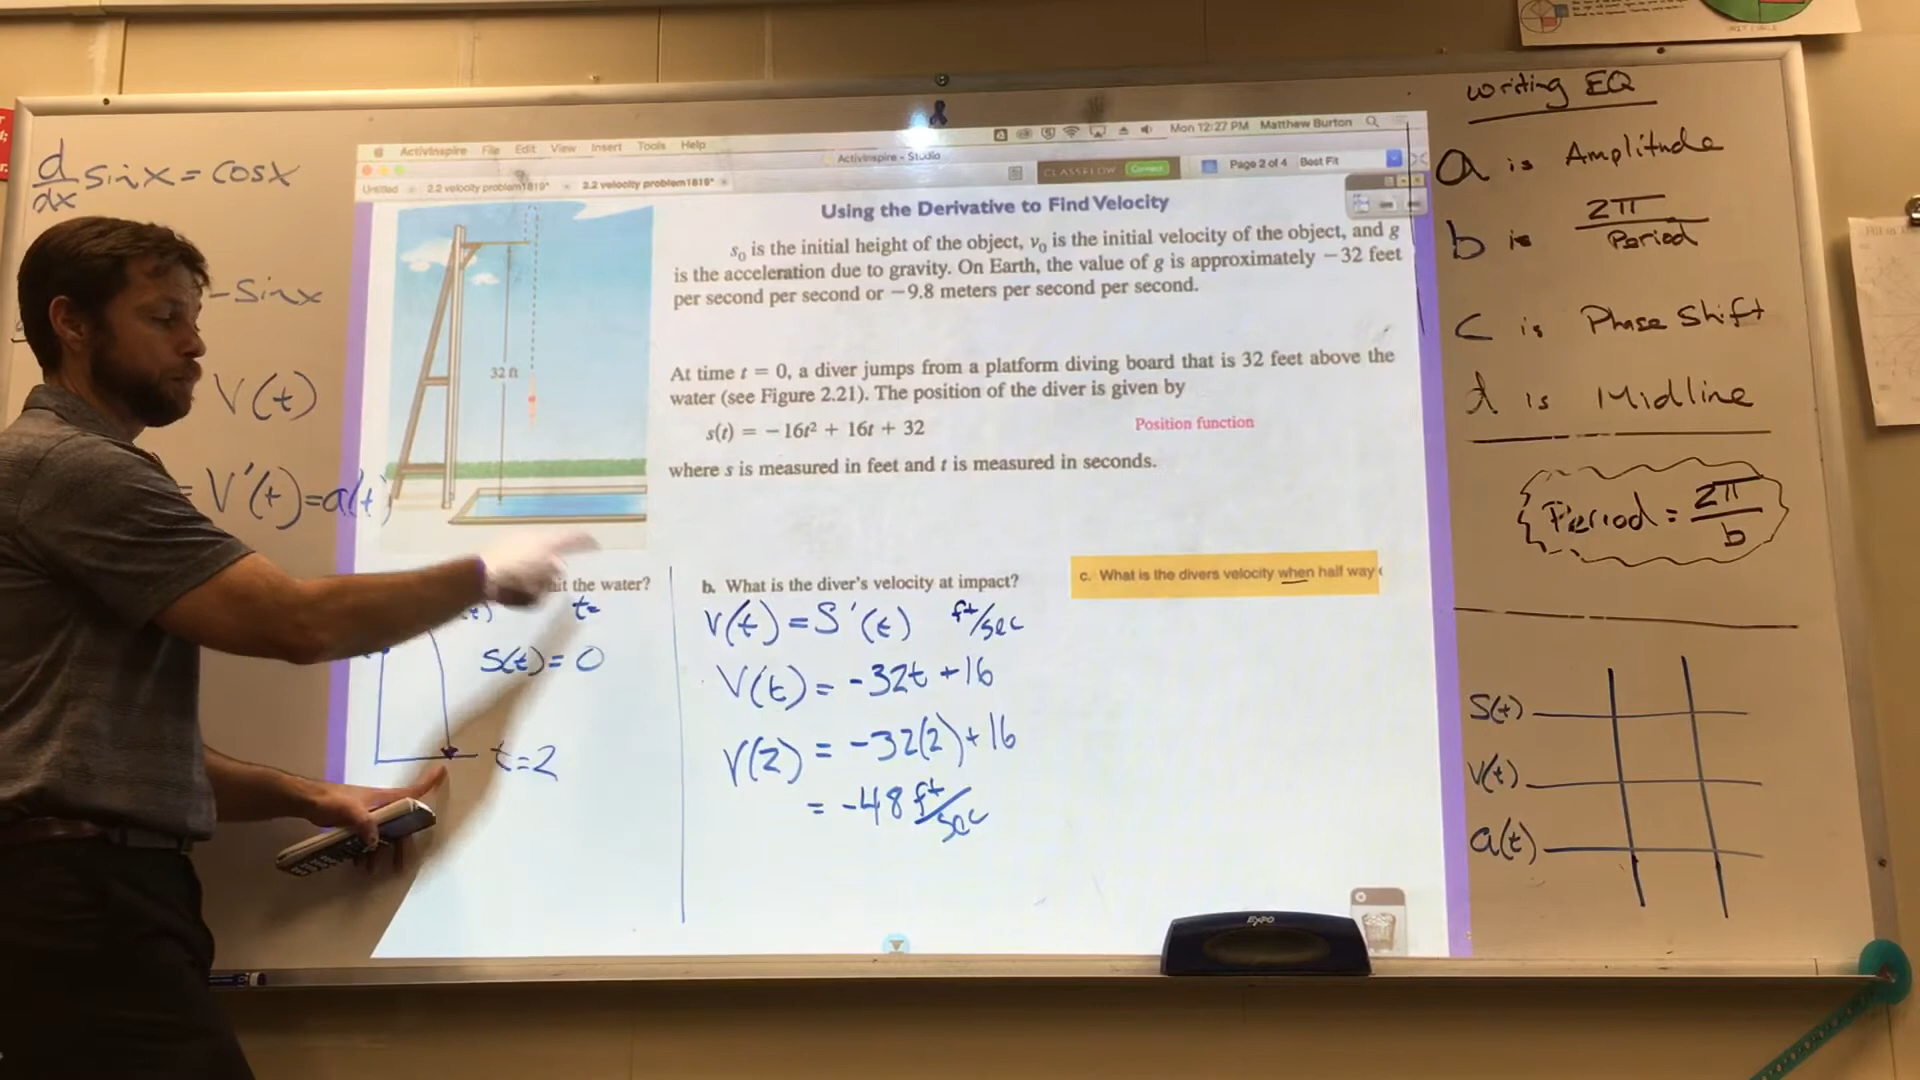 d/dx sin x = cos x
-sin x
V(t)
= V'(t) = a(t)
ActivInspire File Edit View Insert Tools Help
Mon 12:27 PM Matthew Burton
ActivInspire - Studio
CLASSFLOW Connect
Page 2 of 4 Best Fit
Untitled 2.2 velocity problem1819* 2.2 velocity problem1819*
Using the Derivative to Find Velocity
s₀ is the initial height of the object, v₀ is the initial velocity of the object, and g
is the acceleration due to gravity. On Earth, the value of g is approximately −32 feet
per second per second or −9.8 meters per second per second.
32 ft
At time t = 0, a diver jumps from a platform diving board that is 32 feet above the
water (see Figure 2.21). The position of the diver is given by
s(t) = −16t² + 16t + 32
Position function
where s is measured in feet and t is measured in seconds.
hit the water?
t=
S(t) = 0
t=2
b. What is the diver's velocity at impact?
V(t) = S'(t) ft/sec
V(t) = -32t + 16
V(2) = -32(2) + 16
= -48 ft/sec
c. What is the divers velocity when half way
EXPO
writing EQ
a is Amplitude
b is 2π/Period
c is Phase Shift
d is Midline
Period = 2π/b
S(t)
V(t)
a(t)